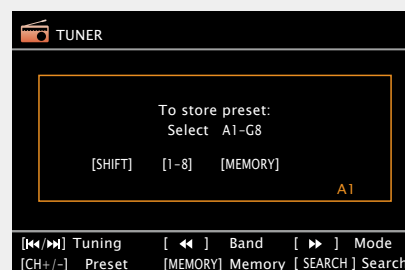 TUNER
To store preset:
Select A1-G8
[SHIFT] [1-8] [MEMORY]
A1
[⏮/⏭] Tuning [ ◀◀ ] Band [ ▶▶ ] Mode
[CH+/-] Preset [MEMORY] Memory [ SEARCH ] Search